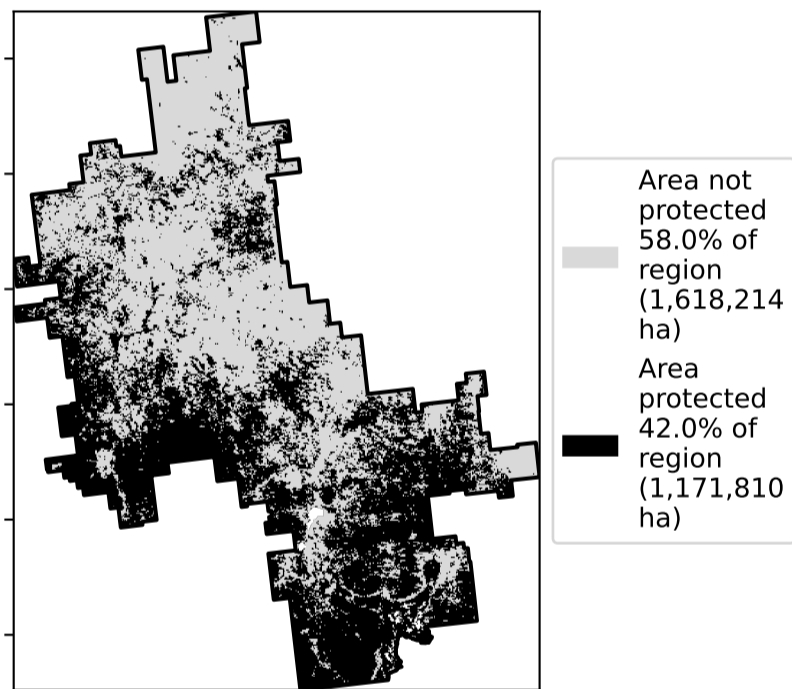 Area not
protected
58.0% of
region
(1,618,214
ha)
Area
protected
42.0% of
region
(1,171,810
ha)